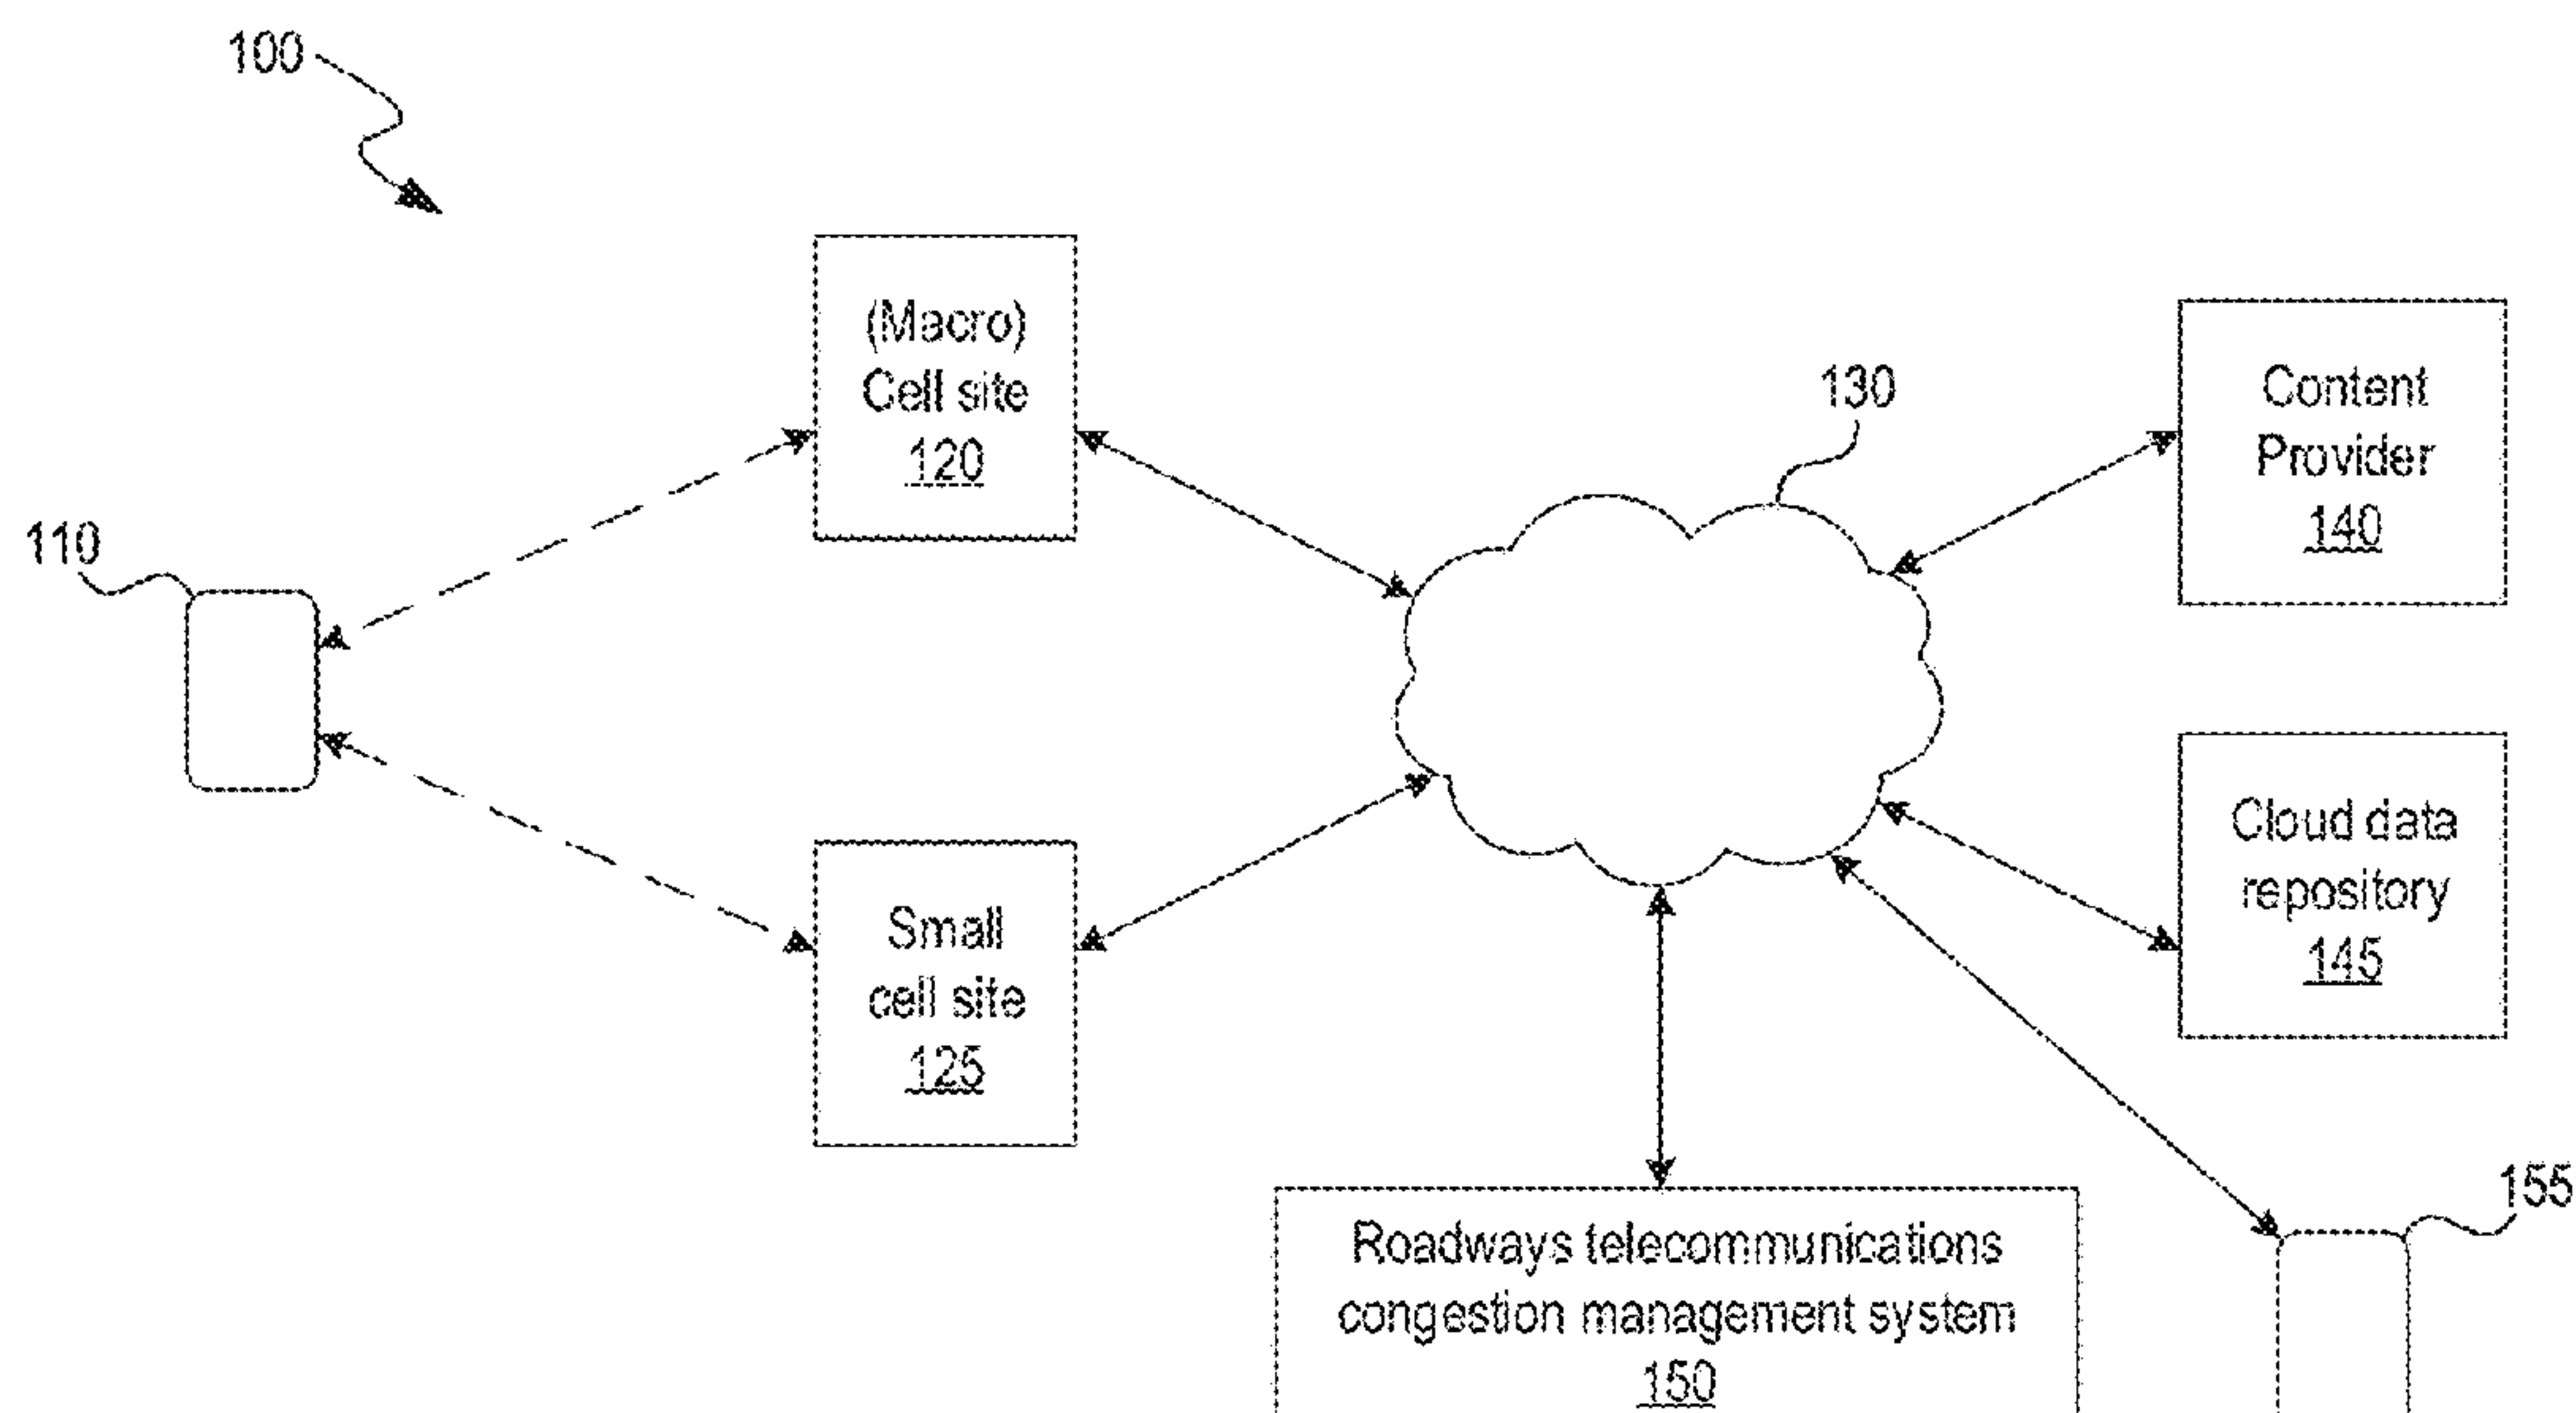 100
(Macro)
Cell site
120
130
Content
Provider
140
110
Small
cell site
125
Cloud data
repository
145
155
Roadways telecommunications
congestion management system
150